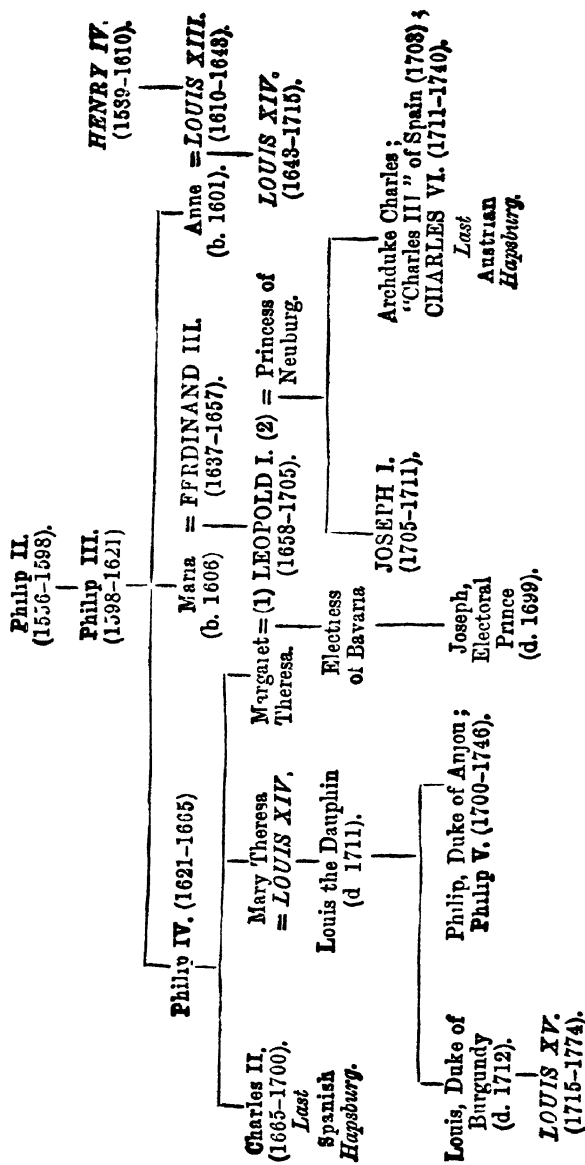 Philip II.
(1556–1598).
Philip III.
(1598–1621)
HENRY IV.
(1589–1610).
Philip IV. (1621–1665)
Maria = FERDINAND III.
(b. 1606) (1637–1657).
Anne = LOUIS XIII.
(b. 1601). (1610–1643).
LOUIS XIV.
(1643–1715).
Charles II.
(1665–1700).
Last
Spanish
Hapsburg.
Mary Theresa
= LOUIS XIV.
Louis the Dauphin
(d 1711).
Margaret = (1) LEOPOLD I. (2) = Princess of
Theresa. (1658–1705). Neuburg.
Electress
of Bavaria
Joseph,
Electoral
Prince
(d. 1699).
JOSEPH I.
(1705–1711).
Archduke Charles;
"Charles III" of Spain (1703);
CHARLES VI. (1711–1740).
Last
Austrian
Hapsburg.
Louis, Duke of
Burgundy
(d. 1712).
LOUIS XV.
(1715–1774).
Philip, Duke of Anjou;
Philip V. (1700–1746).